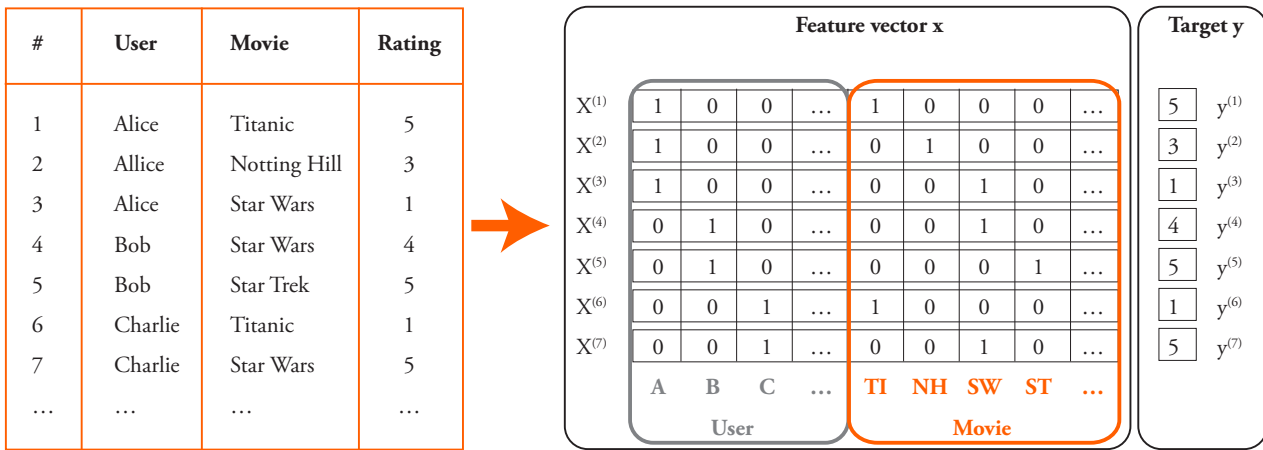 # User Movie Rating
1 Alice Titanic 5
2 Allice Notting Hill 3
3 Alice Star Wars 1
4 Bob Star Wars 4
5 Bob Star Trek 5
6 Charlie Titanic 1
7 Charlie Star Wars 5
... ... ... ...
Feature vector x Target y
X(1) 1 0 0 ... 1 0 0 0 ... 5 y(1)
X(2) 1 0 0 ... 0 1 0 0 ... 3 y(2)
X(3) 1 0 0 ... 0 0 1 0 ... 1 y(3)
X(4) 0 1 0 ... 0 0 1 0 ... 4 y(4)
X(5) 0 1 0 ... 0 0 0 1 ... 5 y(5)
X(6) 0 0 1 ... 1 0 0 0 ... 1 y(6)
X(7) 0 0 1 ... 0 0 1 0 ... 5 y(7)
A B C ... TI NH SW ST ...
User Movie